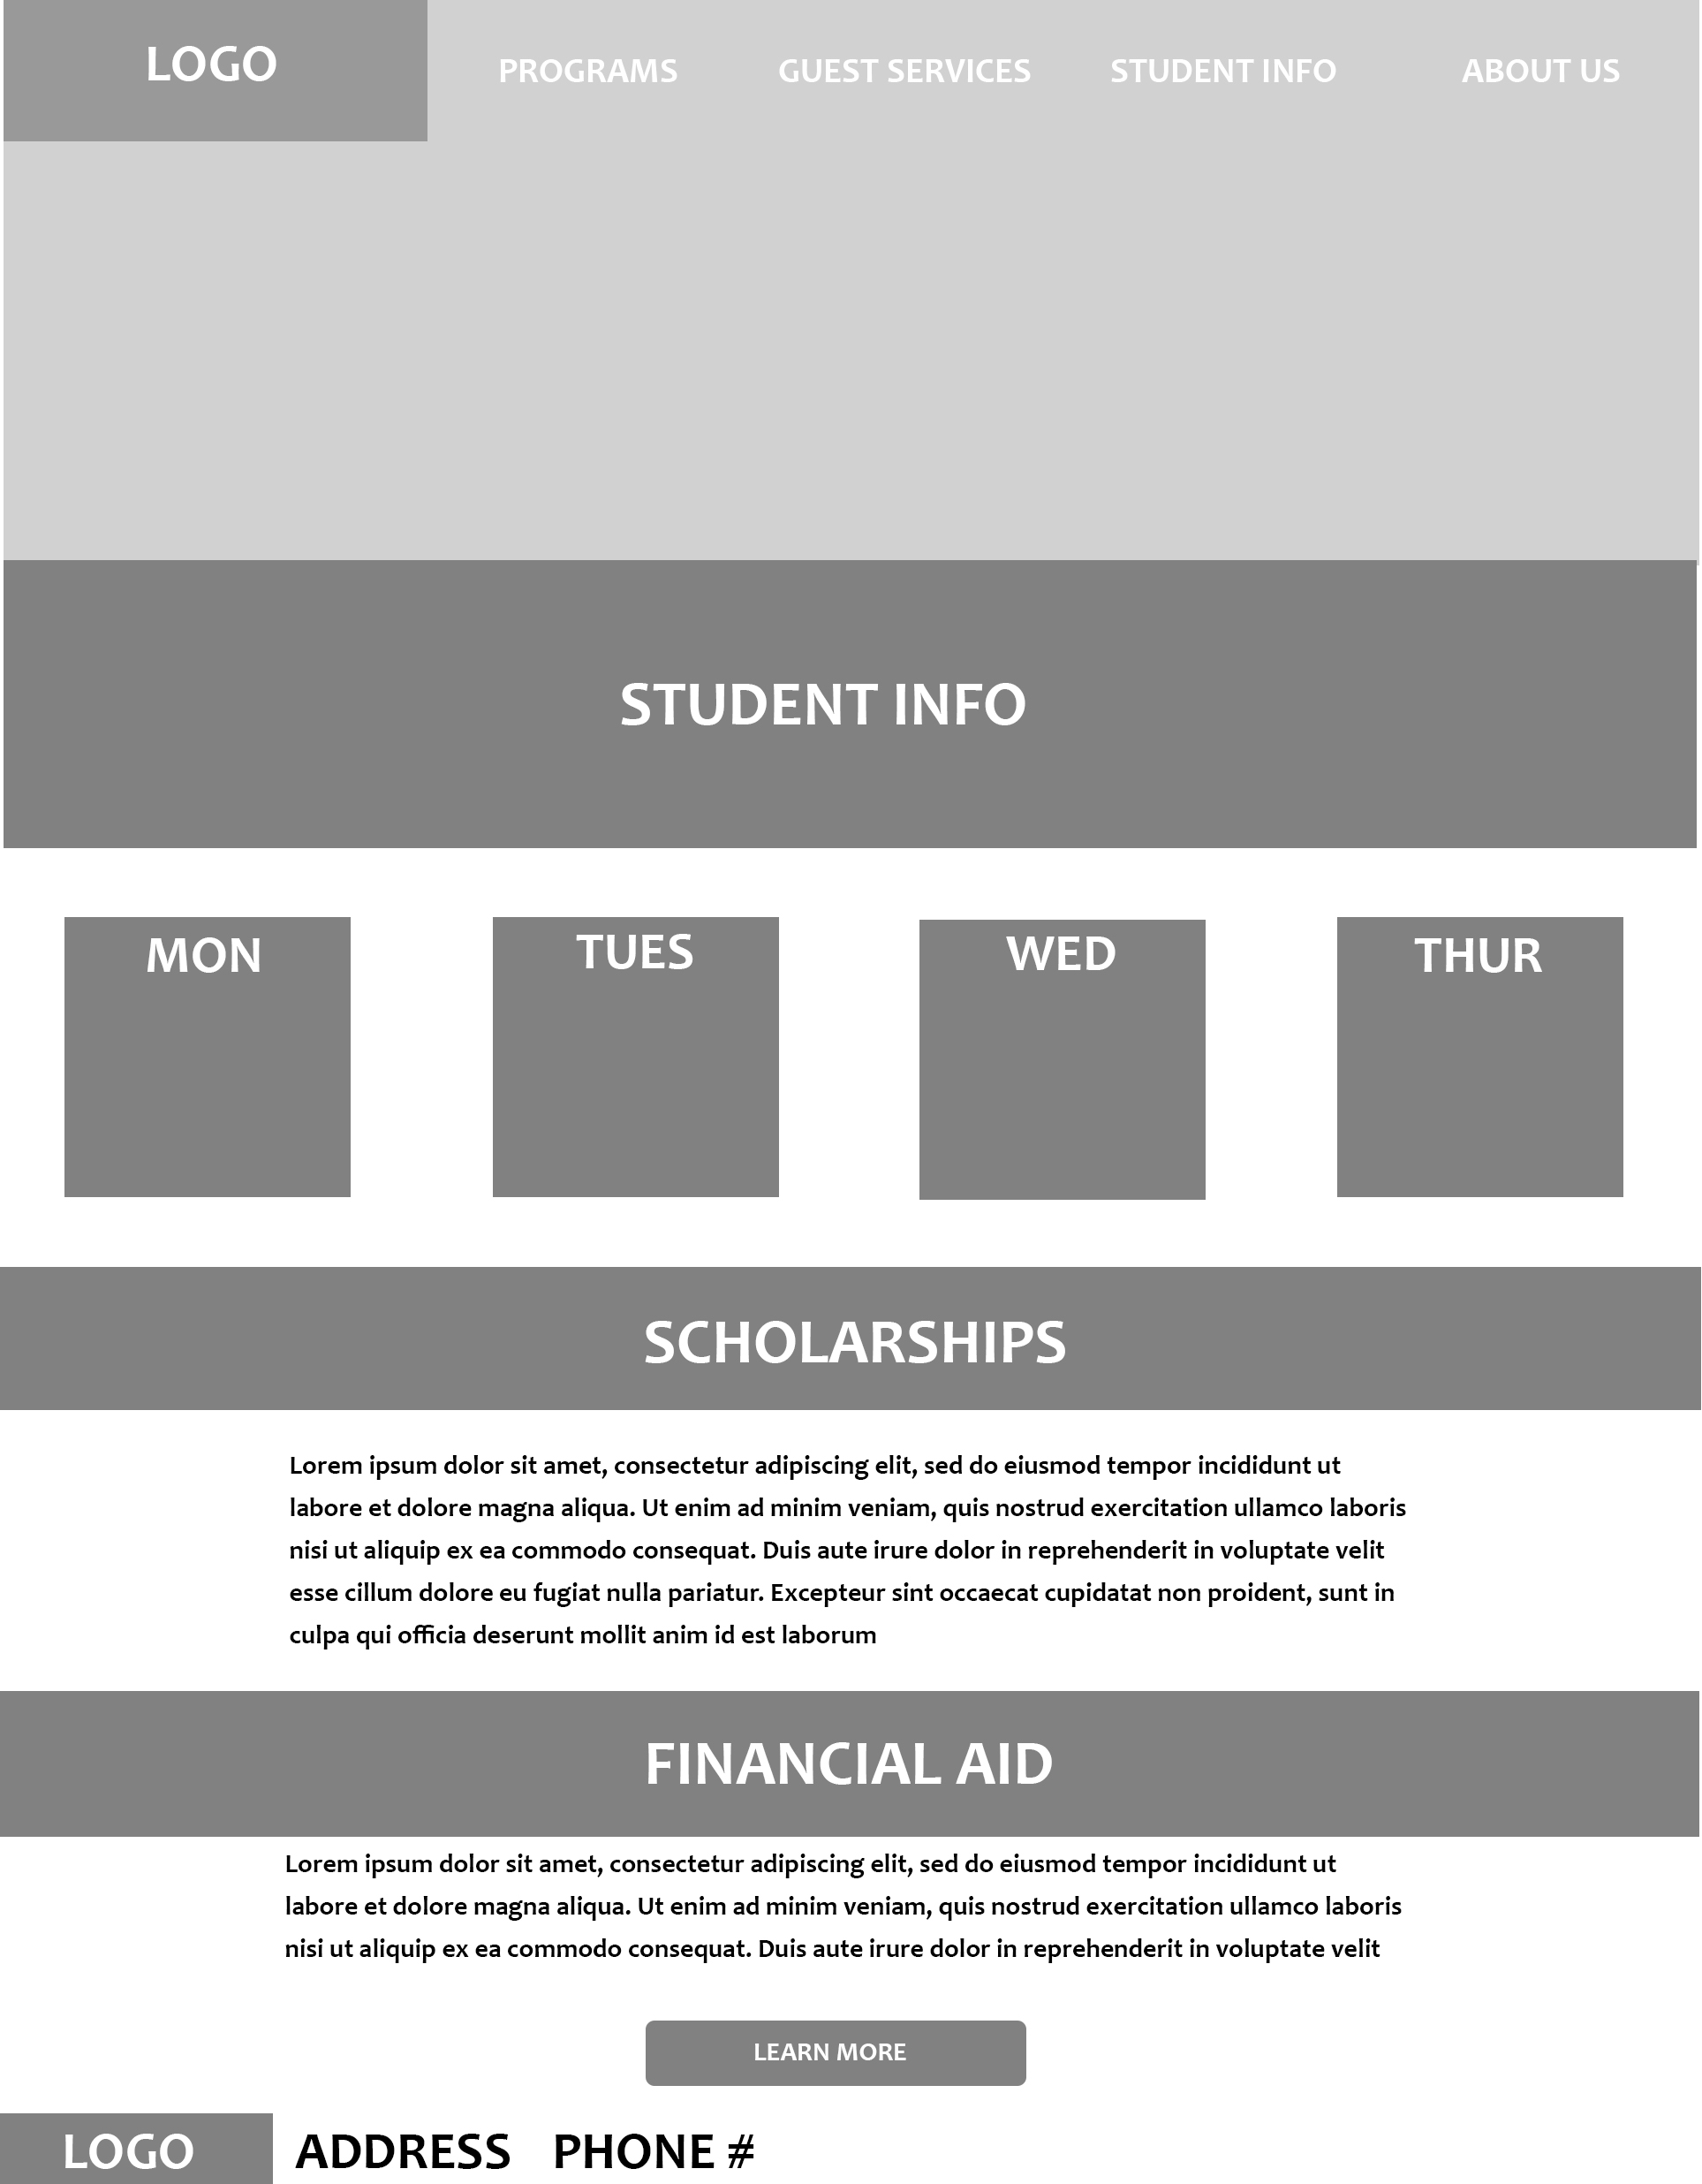 LOGO
PROGRAMS GUEST SERVICES STUDENT INFO ABOUT US
STUDENT INFO
MON TUES WED THUR
SCHOLARSHIPS
Lorem ipsum dolor sit amet, consectetur adipiscing elit, sed do eiusmod tempor incididunt ut
labore et dolore magna aliqua. Ut enim ad minim veniam, quis nostrud exercitation ullamco laboris
nisi ut aliquip ex ea commodo consequat. Duis aute irure dolor in reprehenderit in voluptate velit
esse cillum dolore eu fugiat nulla pariatur. Excepteur sint occaecat cupidatat non proident, sunt in
culpa qui officia deserunt mollit anim id est laborum
FINANCIAL AID
Lorem ipsum dolor sit amet, consectetur adipiscing elit, sed do eiusmod tempor incididunt ut
labore et dolore magna aliqua. Ut enim ad minim veniam, quis nostrud exercitation ullamco laboris
nisi ut aliquip ex ea commodo consequat. Duis aute irure dolor in reprehenderit in voluptate velit
LEARN MORE
LOGO ADDRESS PHONE #